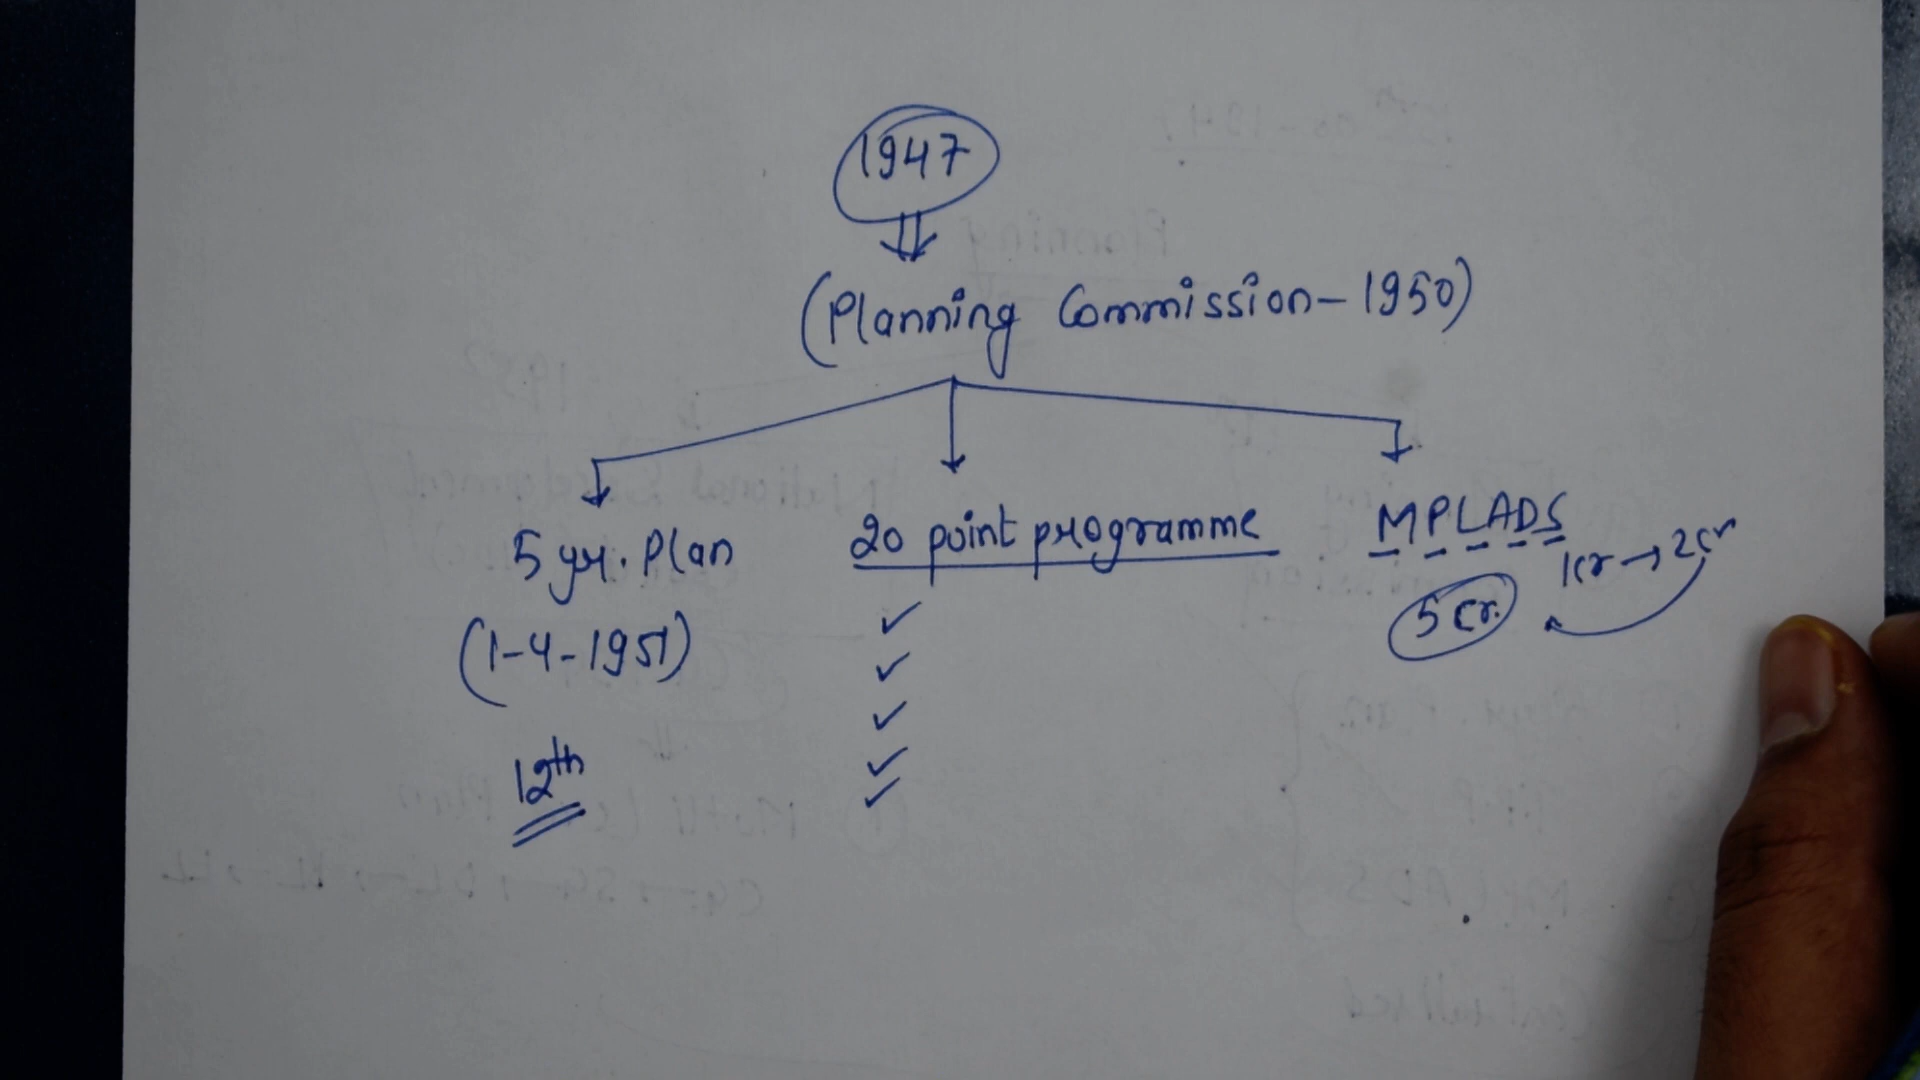 1947
(Planning Commission - 1950)
5 yr. Plan
(1-4-1951)
12th
20 point programme
MPLADS
1cr → 2cr
5 Cr.